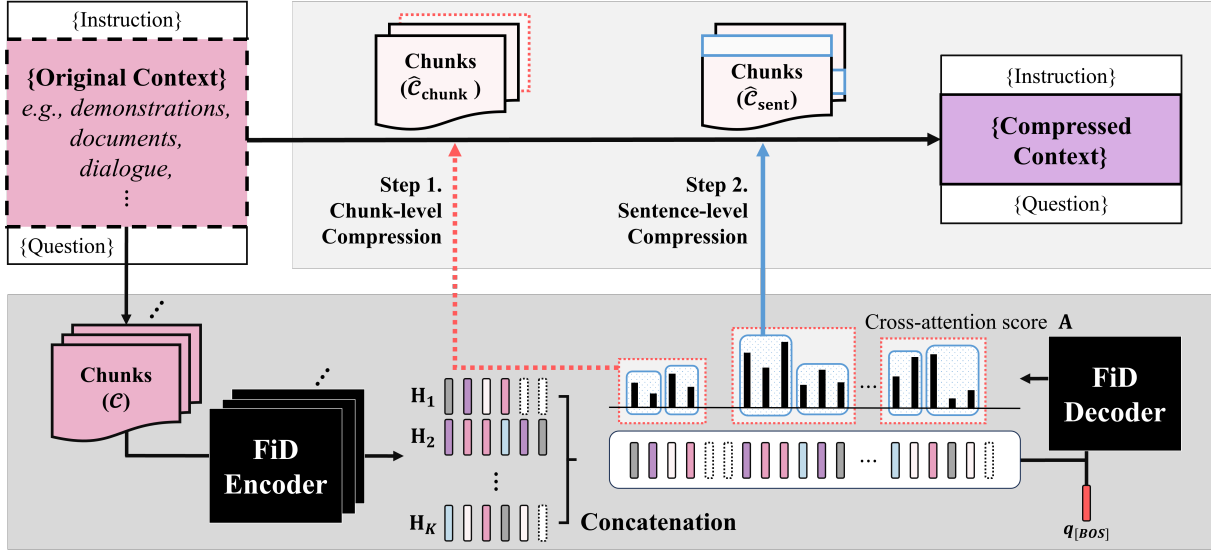 {Instruction}
{Original Context}
e.g., demonstrations,
documents,
dialogue,
⋮
{Question}
Chunks
(Ĉchunk )
Chunks
(Ĉsent)
{Instruction}
{Compressed
Context}
{Question}
Step 1.
Chunk-level
Compression
Step 2.
Sentence-level
Compression
Chunks
(C)
FiD
Encoder
H1
H2
⋮
HK
Concatenation
Cross-attention score A
...
...
FiD
Decoder
q[BOS]